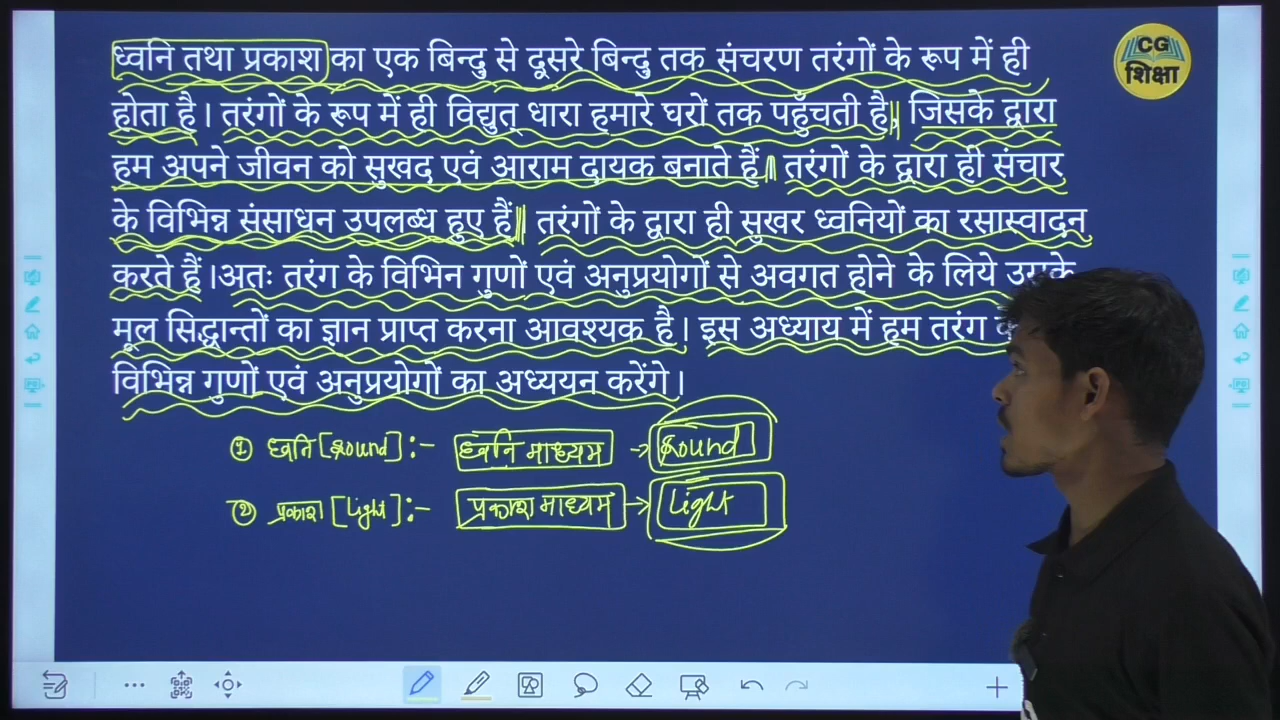 ध्वनि तथा प्रकाश का एक बिन्दु से दूसरे बिन्दु तक संचरण तरंगों के रूप में ही
होता है। तरंगों के रूप में ही विद्युत् धारा हमारे घरों तक पहुँचती है, जिसके द्वारा
हम अपने जीवन को सुखद एवं आराम दायक बनाते हैं। तरंगों के द्वारा ही संचार
के विभिन्न संसाधन उपलब्ध हुए हैं। तरंगों के द्वारा ही सुखर ध्वनियों का रसास्वादन
करते हैं।अतः तरंग के विभिन गुणों एवं अनुप्रयोगों से अवगत होने के लिये
मूल सिद्धान्तों का ज्ञान प्राप्त करना आवश्यक है। इस अध्याय में हम तरंग
विभिन्न गुणों एवं अनुप्रयोगों का अध्ययन करेंगे।
① ध्वनि [Sound] :- ध्वनि माध्यम → Sound
② प्रकाश [Light] :- प्रकाश माध्यम → Light
CG
शिक्षा